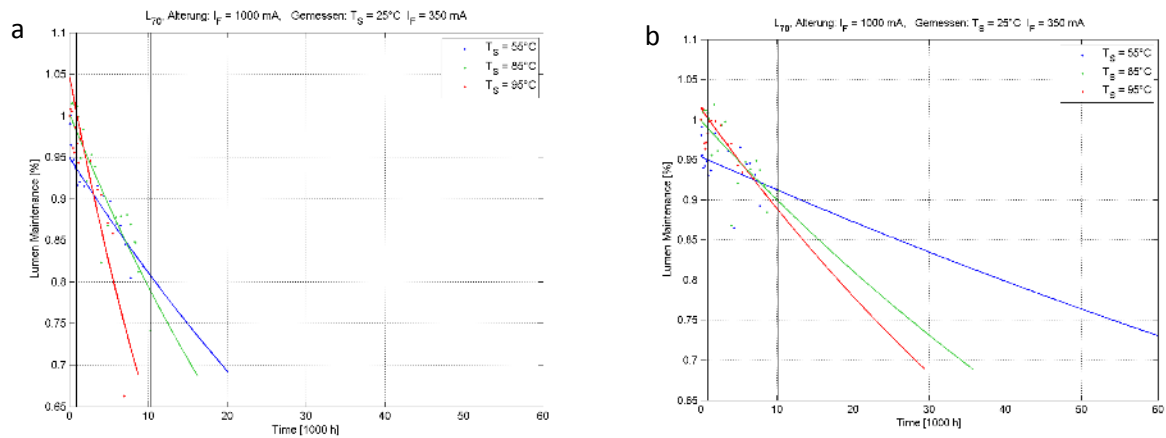 a
L70, Alterung: IF = 1000 mA, Gemessen: TS = 25°C IF = 350 mA
1.1
1.05
1
0.95
0.9
0.85
0.8
0.75
0.7
0.65
Lumen Maintenance [%]
TS = 55°C
TS = 85°C
TS = 95°C
0 10 20 30 40 50 60
Time [1000 h]
b
L70, Alterung: IF = 1000 mA, Gemessen: TS = 25°C IF = 350 mA
1.1
1.05
1
0.95
0.9
0.85
0.8
0.75
0.7
0.65
Lumen Maintenance [%]
TS = 55°C
TS = 85°C
TS = 95°C
0 10 20 30 40 50 60
Time [1000 h]